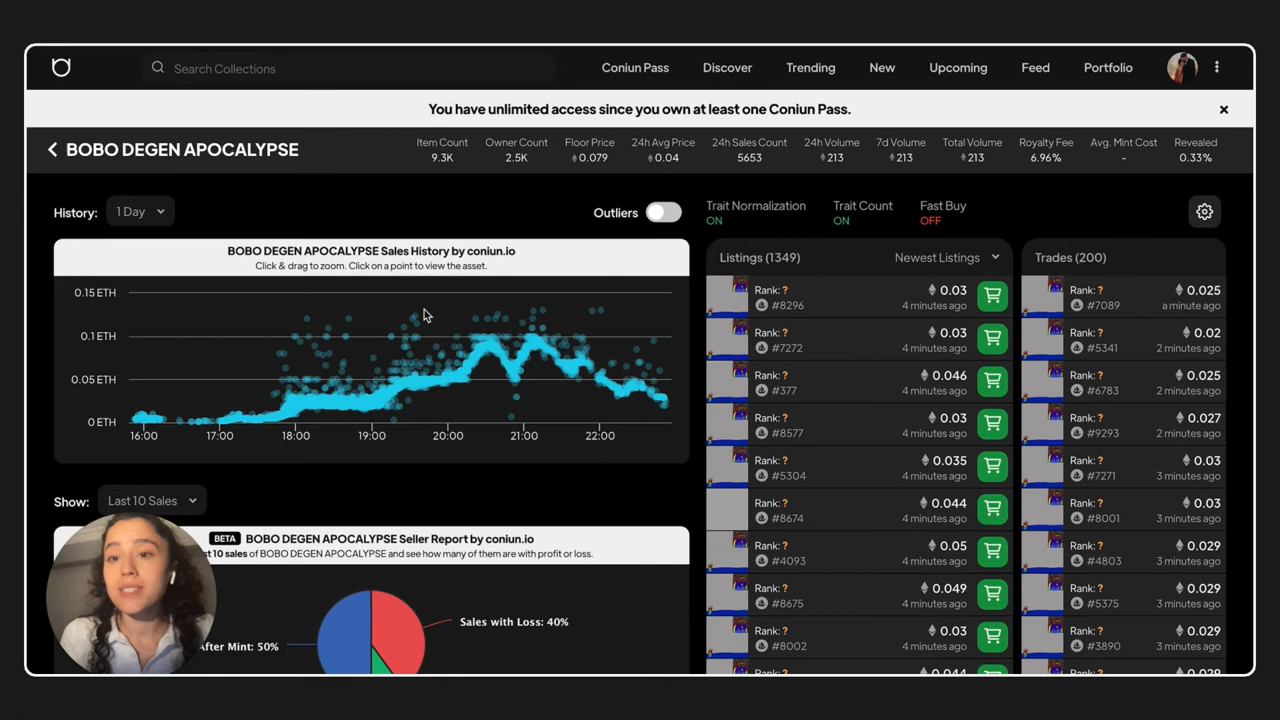 Search Collections
Coniun Pass
Discover
Trending
New
Upcoming
Feed
Portfolio
You have unlimited access since you own at least one Coniun Pass.
BOBO DEGEN APOCALYPSE
Item Count
9.3K
Owner Count
2.5K
Floor Price
0.079
24h Avg Price
0.04
24h Sales Count
5653
24h Volume
213
7d Volume
213
Total Volume
213
Royalty Fee
6.96%
Avg. Mint Cost
-
Revealed
0.33%
History:
1 Day
Outliers
Trait Normalization
ON
Trait Count
ON
Fast Buy
OFF
BOBO DEGEN APOCALYPSE Sales History by coniun.io
Click & drag to zoom. Click on a point to view the asset.
0.15 ETH
0.1 ETH
0.05 ETH
0 ETH
16:00
17:00
18:00
19:00
20:00
21:00
22:00
Show:
Last 10 Sales
BETA BOBO DEGEN APOCALYPSE Seller Report by coniun.io
st 10 sales of BOBO DEGEN APOCALYPSE and see how many of them are with profit or loss.
Sales with Loss: 40%
After Mint: 50%
Listings (1349)
Newest Listings
Rank: ? 0.03
#8296 4 minutes ago
Rank: ? 0.03
#7272 4 minutes ago
Rank: ? 0.046
#377 4 minutes ago
Rank: ? 0.03
#8577 4 minutes ago
Rank: ? 0.035
#5304 4 minutes ago
Rank: ? 0.044
#8674 4 minutes ago
Rank: ? 0.05
#4093 4 minutes ago
Rank: ? 0.049
#8675 4 minutes ago
Rank: ? 0.03
#8002 4 minutes ago
Rank: ? 0.044
Trades (200)
Rank: ? 0.025
#7089 a minute ago
Rank: ? 0.02
#5341 2 minutes ago
Rank: ? 0.025
#6783 2 minutes ago
Rank: ? 0.027
#9293 2 minutes ago
Rank: ? 0.03
#7271 3 minutes ago
Rank: ? 0.03
#8001 3 minutes ago
Rank: ? 0.029
#4803 3 minutes ago
Rank: ? 0.029
#5375 3 minutes ago
Rank: ? 0.029
#3890 3 minutes ago
Rank: ? 0.029